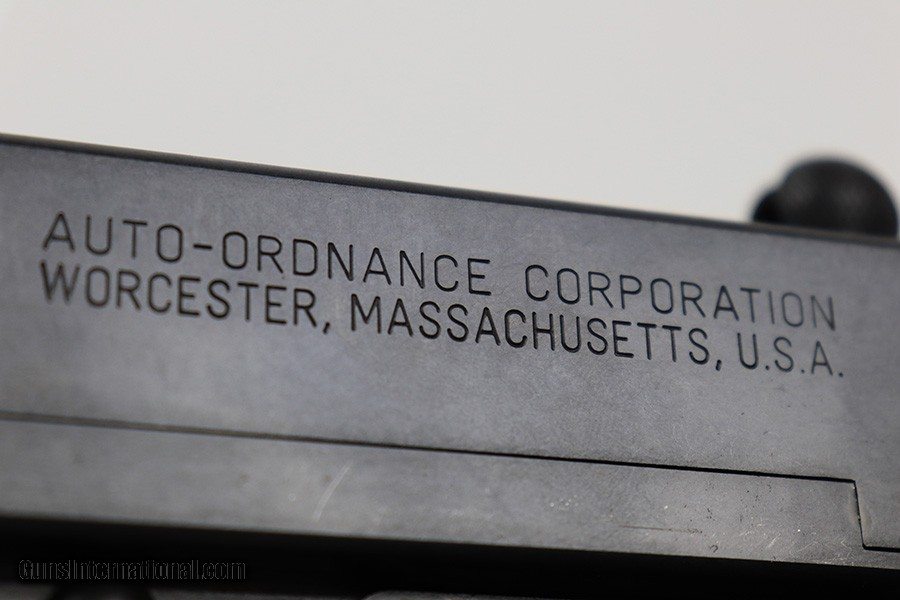 AUTO-ORDNANCE CORPORATION
WORCESTER, MASSACHUSETTS, U.S.A.
GunsInternational.com